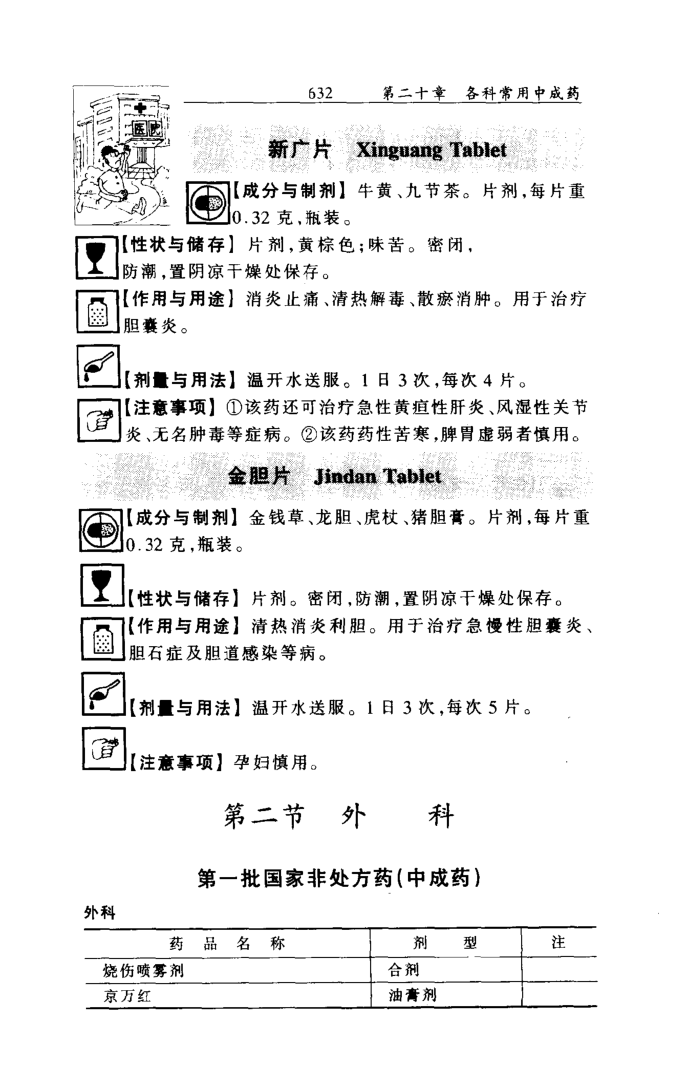 632 第二十章 各科常用中成药
医院
新广片 Xinguang Tablet
【成分与制剂】牛黄、九节茶。片剂,每片重
0.32克,瓶装。
【性状与储存】片剂,黄棕色;味苦。密闭,
防潮,置阴凉干燥处保存。
【作用与用途】消炎止痛、清热解毒、散瘀消肿。用于治疗
胆囊炎。
【剂量与用法】温开水送服。1日3次,每次4片。
【注意事项】①该药还可治疗急性黄疸性肝炎、风湿性关节
炎、无名肿毒等症病。②该药药性苦寒,脾胃虚弱者慎用。
金胆片 Jindan Tablet
【成分与制剂】金钱草、龙胆、虎杖、猪胆膏。片剂,每片重
0.32克,瓶装。
【性状与储存】片剂。密闭,防潮,置阴凉干燥处保存。
【作用与用途】清热消炎利胆。用于治疗急慢性胆囊炎、
胆石症及胆道感染等病。
【剂量与用法】温开水送服。1日3次,每次5片。
【注意事项】孕妇慎用。
第二节 外 科
第一批国家非处方药(中成药)
外科
药品名称 剂型 注
烧伤喷雾剂 合剂
京万红 油膏剂